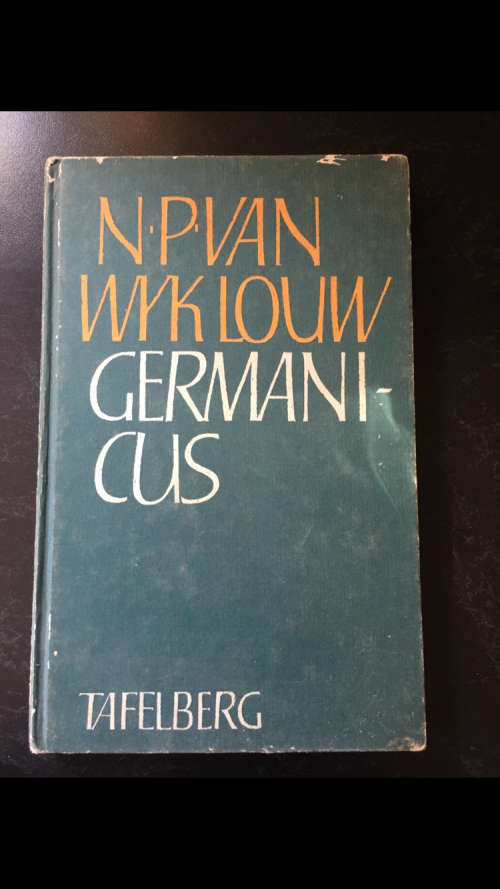 N·P·VAN
WYK LOUW
GERMANI-
CUS
TAFELBERG